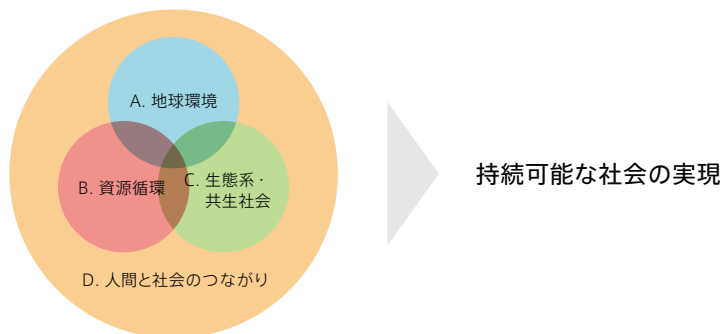 A. 地球環境
B. 資源循環
C. 生態系・
共生社会
D. 人間と社会のつながり
持続可能な社会の実現